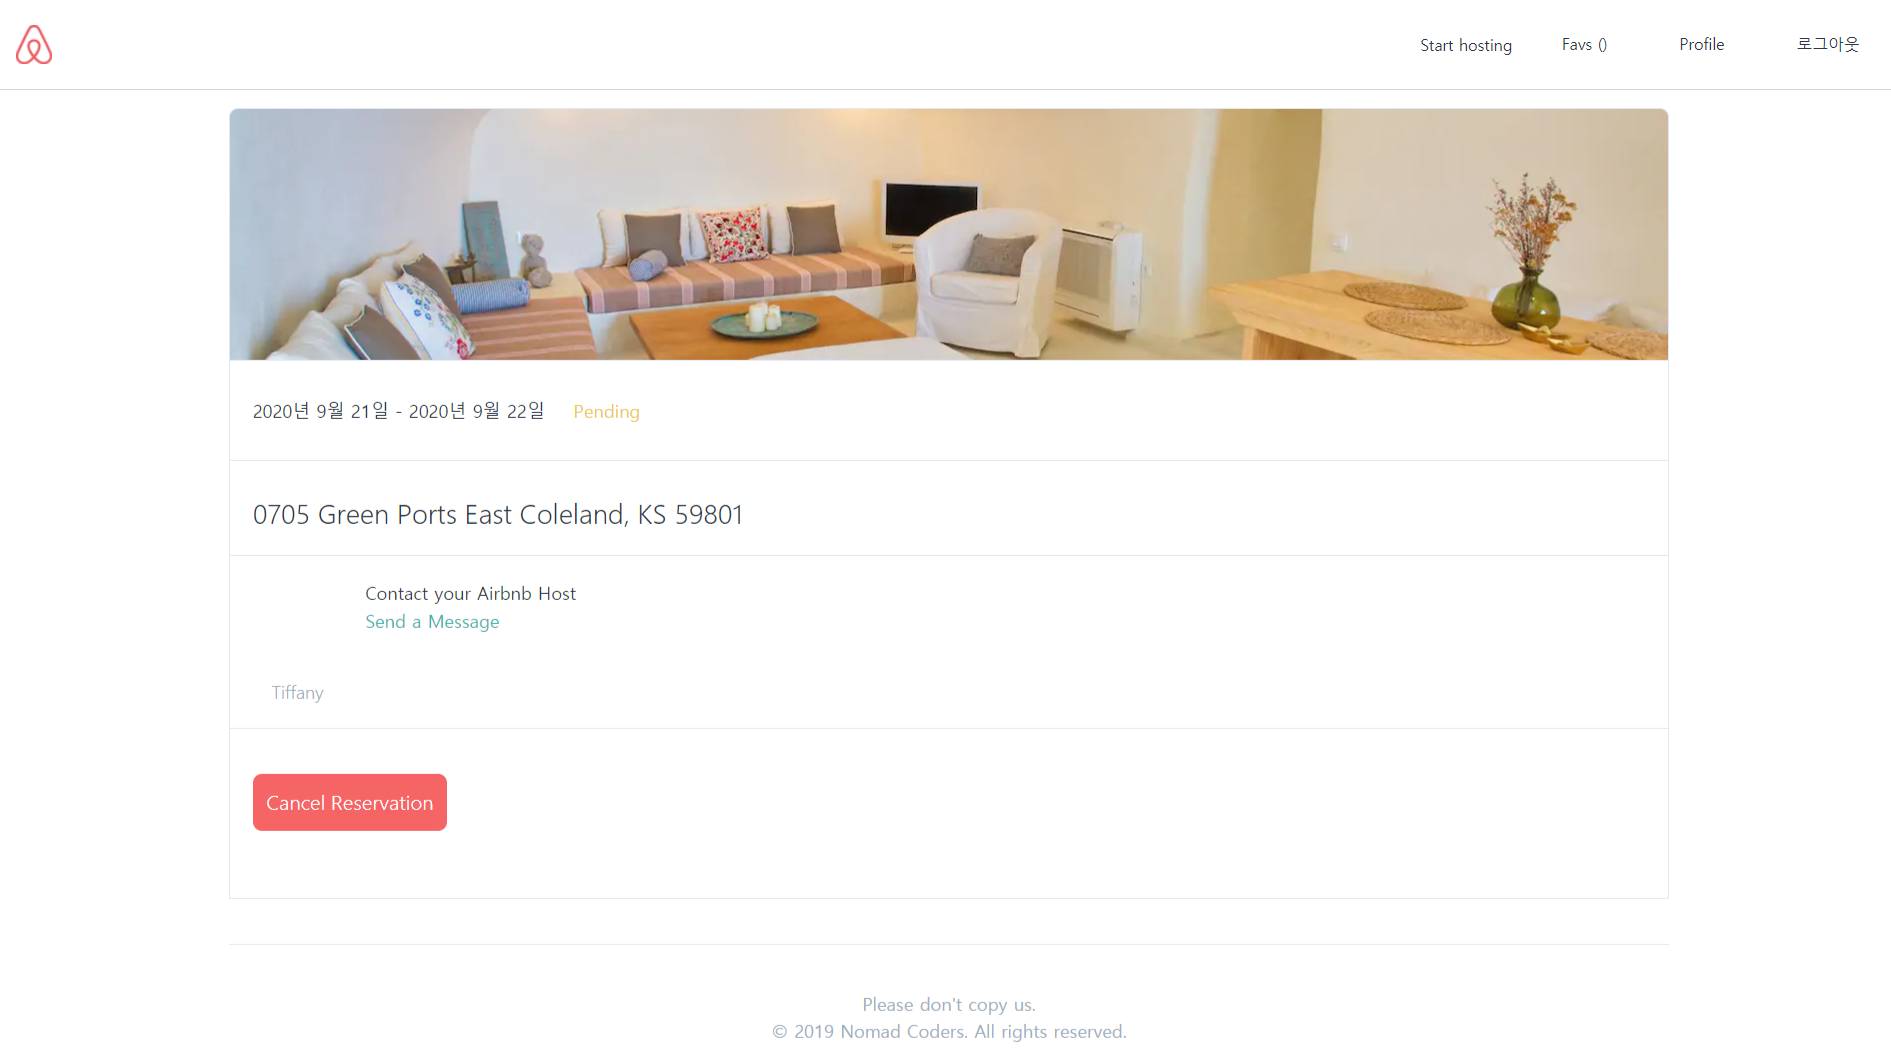 Start hosting Favs () Profile 로그아웃
2020년 9월 21일 - 2020년 9월 22일 Pending
0705 Green Ports East Coleland, KS 59801
Contact your Airbnb Host
Send a Message
Tiffany
Cancel Reservation
Please don't copy us.
© 2019 Nomad Coders. All rights reserved.